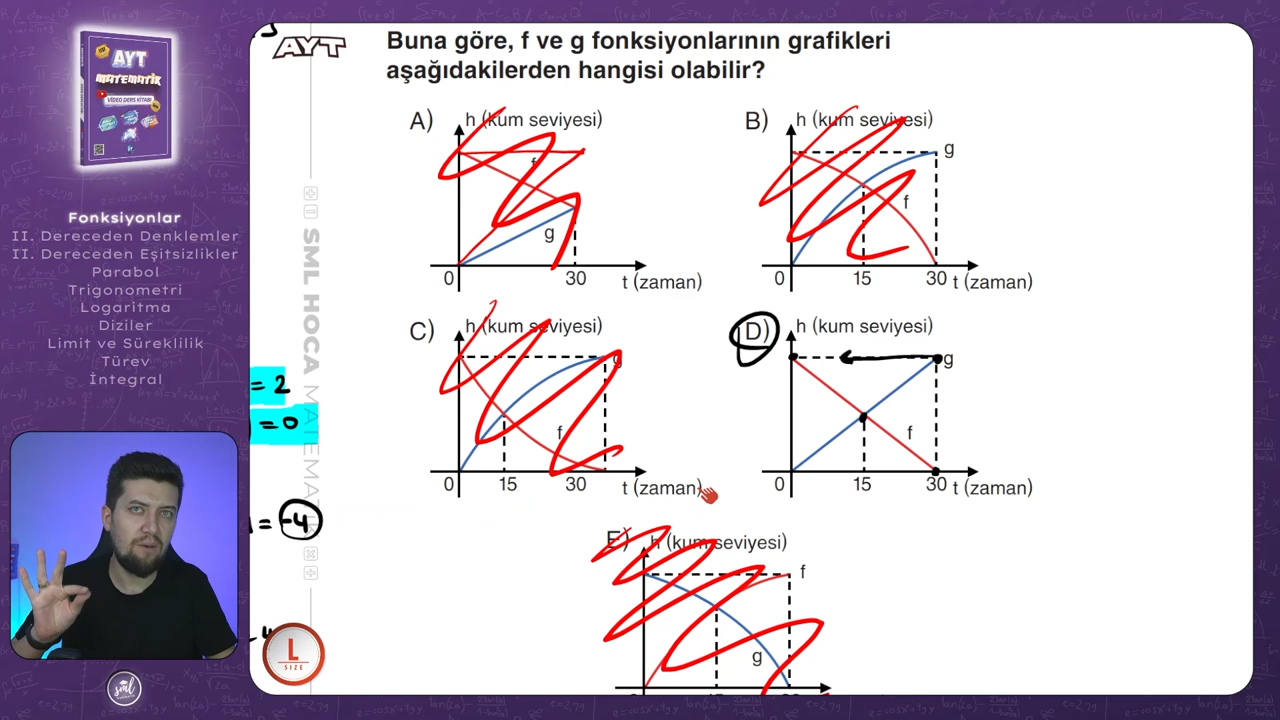 AYT
MATEMATİK
VİDEO DERS KİTABI
Fonksiyonlar
II. Dereceden Denklemler
II. Dereceden Eşitsizlikler
Parabol
Trigonometri
Logaritma
Diziler
Limit ve Süreklilik
Türev
İntegral
sml
AYT
SML HOCA MATEMATİK
= 2
= 0
= -4
L
SIZE
Buna göre, f ve g fonksiyonlarının grafikleri
aşağıdakilerden hangisi olabilir?
A)
h (kum seviyesi)
f
g
0 30 t (zaman)
B)
h (kum seviyesi)
g
f
0 15 30 t (zaman)
C)
h (kum seviyesi)
g
f
0 15 30 t (zaman)
D)
h (kum seviyesi)
g
f
0 15 30 t (zaman)
E)
h (kum seviyesi)
f
g